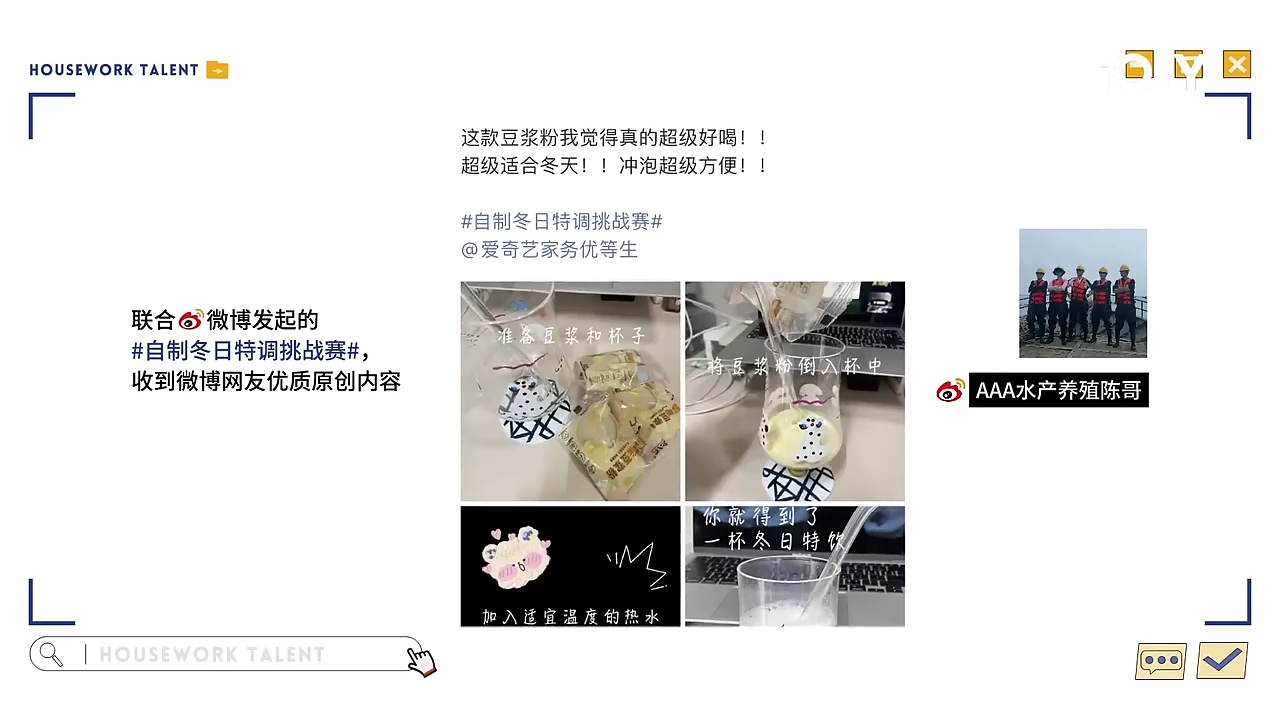 HOUSEWORK TALENT
这款豆浆粉我觉得真的超级好喝！！
超级适合冬天！！冲泡超级方便！！
#自制冬日特调挑战赛#
@爱奇艺家务优等生
联合微博发起的
#自制冬日特调挑战赛#，
收到微博网友优质原创内容
准备豆浆和杯子
将豆浆粉倒入杯中
加入适宜温度的热水
你就得到了
一杯冬日特饮
AAA水产养殖陈哥
HOUSEWORK TALENT